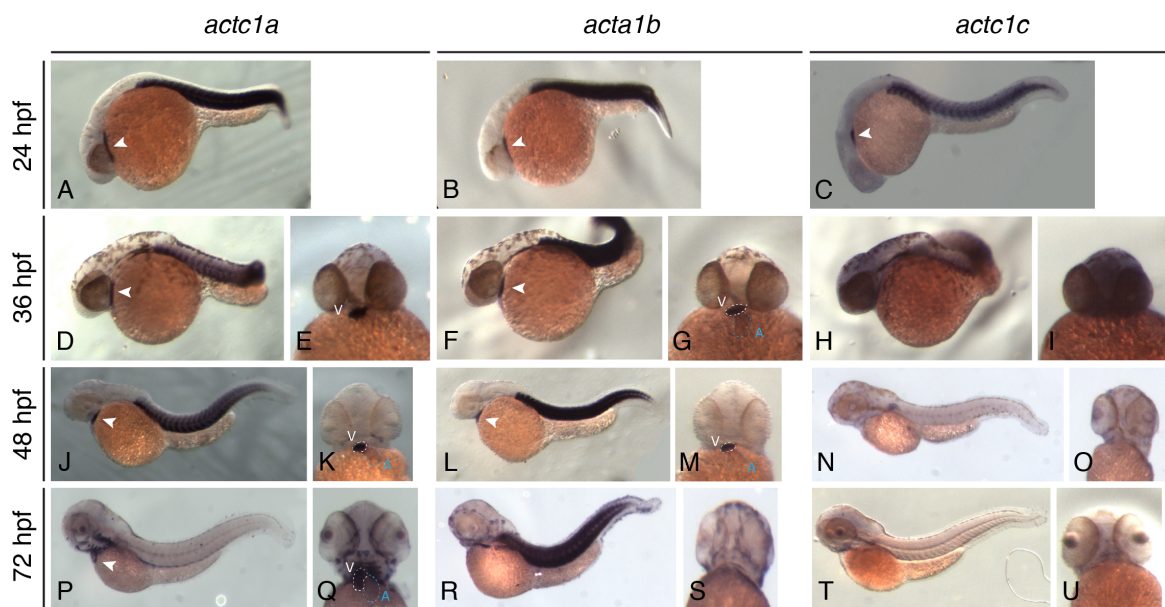 actc1a acta1b actc1c
24 hpf
A B C
36 hpf
V V A
D E F G H I
48 hpf
V A V A
J K L M N O
72 hpf
V A
P Q R S T U